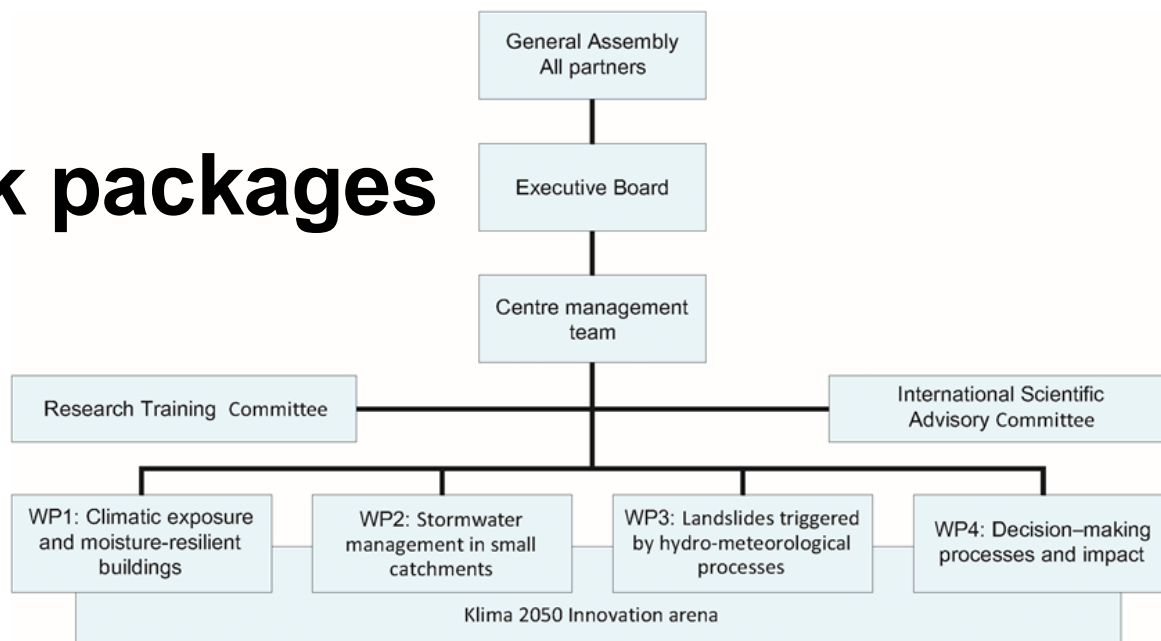 General Assembly
All partners
k packages
Executive Board
Centre management
team
Research Training Committee
International Scientific
Advisory Committee
WP1: Climatic exposure
and moisture-resilient
buildings
WP2: Stormwater
management in small
catchments
WP3: Landslides triggered
by hydro-meteorological
processes
WP4: Decision–making
processes and impact
Klima 2050 Innovation arena